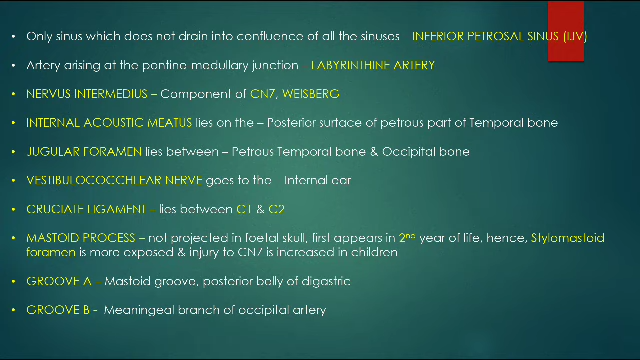 • Only sinus which does not drain into confluence of all the sinuses – INFERIOR PETROSAL SINUS (IJV)
• Artery arising at the pontine medullary junction – LABYRINTHINE ARTERY
• NERVUS INTERMEDIUS – Component of CN7, WEISBERG
• INTERNAL ACOUSTIC MEATUS lies on the – Posterior surface of petrous part of Temporal bone
• JUGULAR FORAMEN lies between – Petrous Temporal bone & Occipital bone
• VESTIBULOCOCCHLEAR NERVE goes to the – Internal ear
• CRUCIATE LIGAMENT – lies between C1 & C2
• MASTOID PROCESS – not projected in foetal skull, first appears in 2nd year of life, hence, Stylomastoid
foramen is more exposed & injury to CN7 is increased in children
• GROOVE A – Mastoid groove, posterior belly of digastric
• GROOVE B - Meaningeal branch of occipital artery